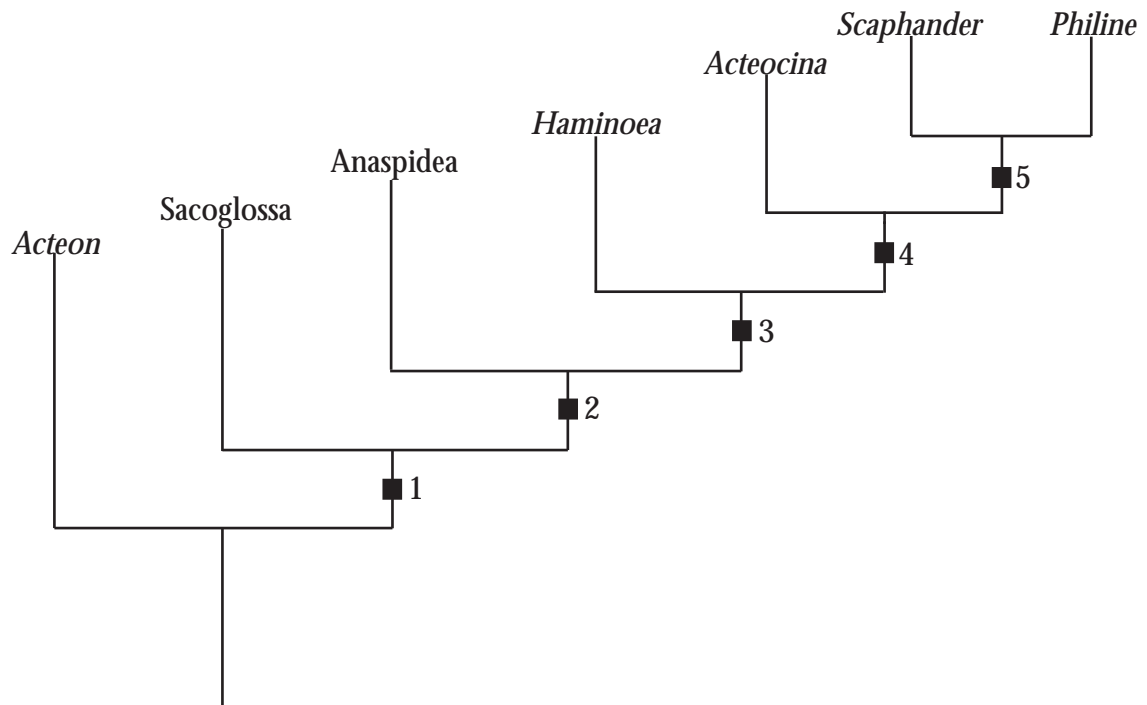 Scaphander
Philine
Acteocina
Haminoea
Anaspidea
5
Sacoglossa
Acteon
4
3
2
1